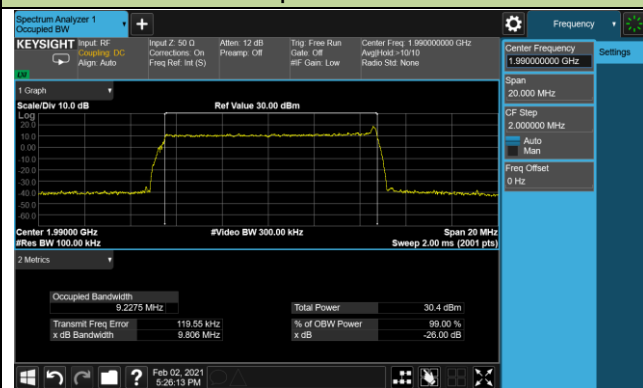 Spectrum Analyzer 1
Occupied BW
+
Frequency
KEYSIGHT
Input: RF
Coupling: DC
Align: Auto
Input Z: 50 Ω
Corrections: On
Freq Ref: Int (S)
Atten: 12 dB
Preamp: Off
Trig: Free Run
Gate: Off
#IF Gain: Low
Center Freq: 1.990000000 GHz
Avg|Hold:>10/10
Radio Std: None
LXI
Center Frequency
1.990000000 GHz
Settings
Span
20.000 MHz
CF Step
2.000000 MHz
Auto
Man
Freq Offset
0 Hz
1 Graph
Scale/Div 10.0 dB
Ref Value 30.00 dBm
Log
20.0
10.0
0.00
-10.0
-20.0
-30.0
-40.0
-50.0
-60.0
Center 1.99000 GHz
#Video BW 300.00 kHz
Span 20 MHz
#Res BW 100.00 kHz
Sweep 2.00 ms (2001 pts)
2 Metrics
Occupied Bandwidth
9.2275 MHz
Total Power 30.4 dBm
Transmit Freq Error 119.55 kHz
% of OBW Power 99.00 %
x dB Bandwidth 9.806 MHz
x dB -26.00 dB
?
Feb 02, 2021
5:26:13 PM